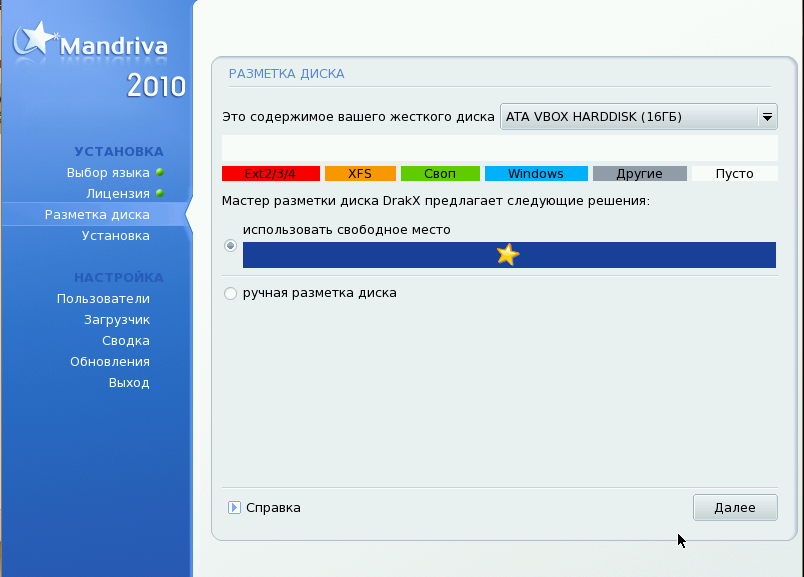 Mandriva
2010
УСТАНОВКА
Выбор языка
Лицензия
Разметка диска
Установка
НАСТРОЙКА
Пользователи
Загрузчик
Сводка
Обновления
Выход
РАЗМЕТКА ДИСКА
Это содержимое вашего жесткого диска ATA VBOX HARDDISK (16ГБ)
Ext2/3/4 XFS Своп Windows Другие Пусто
Мастер разметки диска DrakX предлагает следующие решения:
использовать свободное место
ручная разметка диска
Справка
Далее